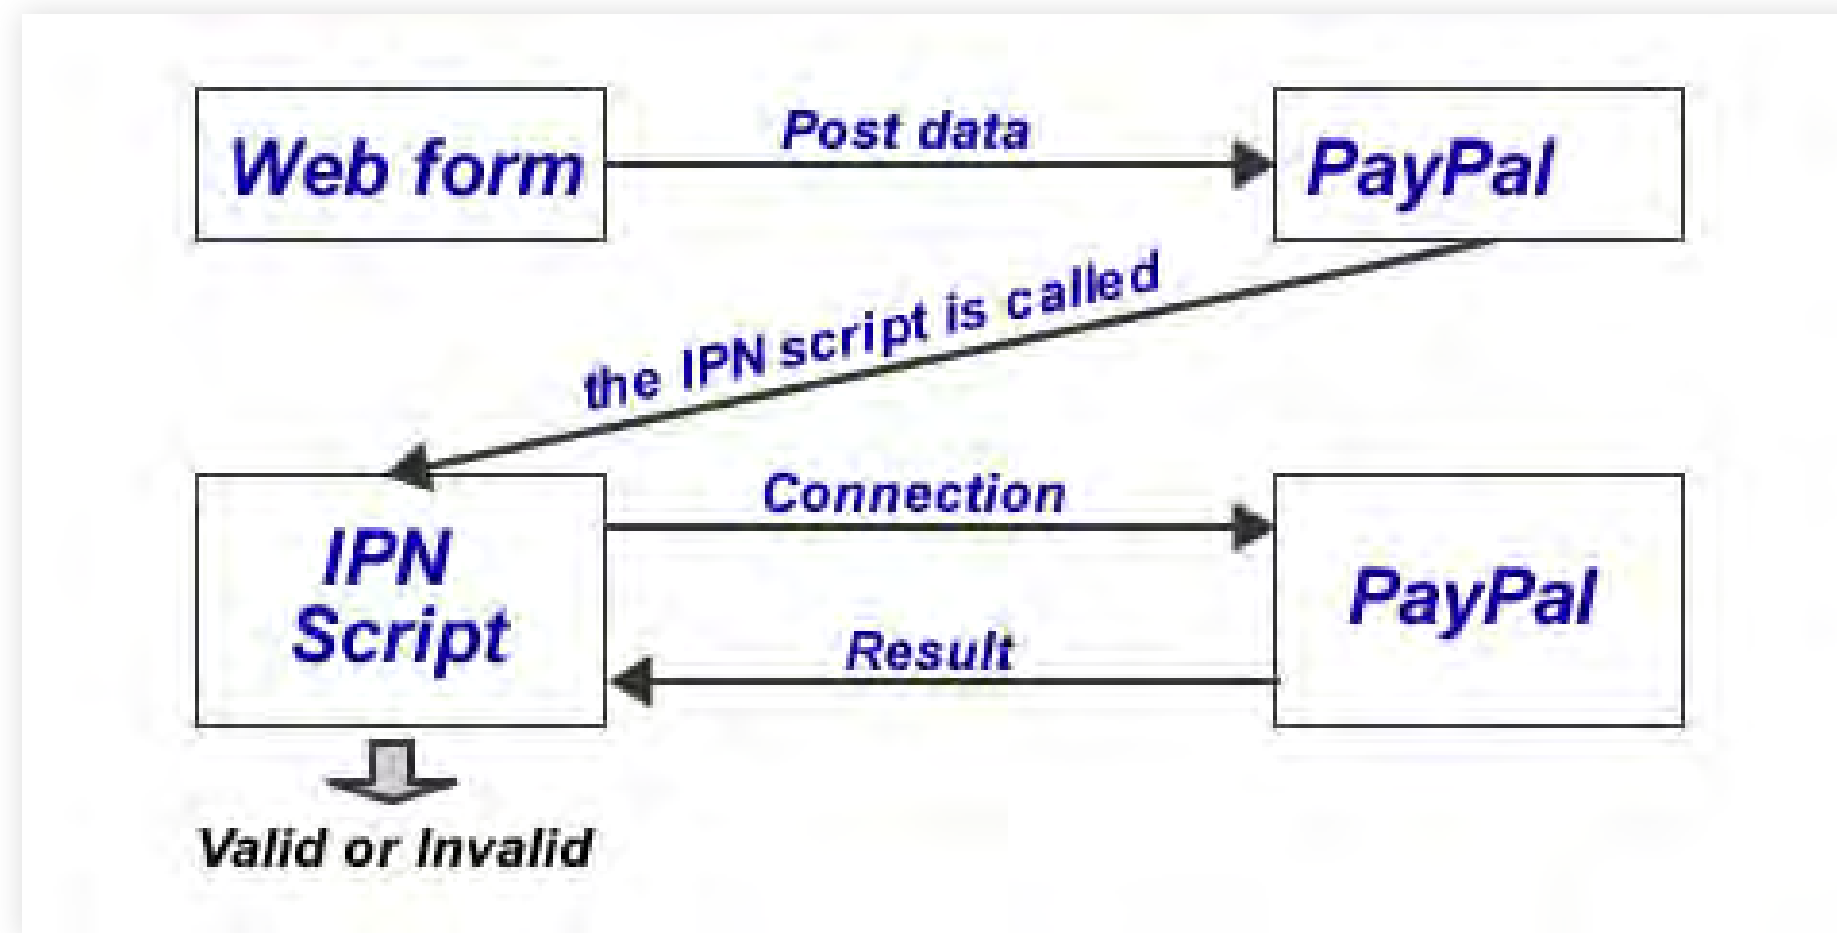 Web form
Post data
PayPal
the IPN script is called
IPN
Script
Connection
Result
PayPal
Valid or Invalid